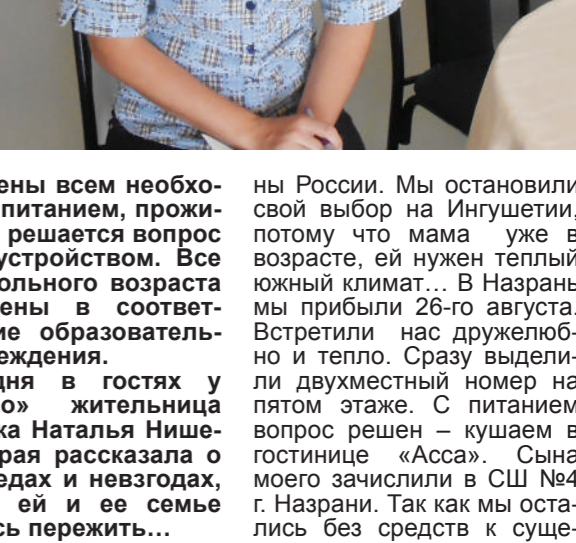 ены всем необхо-
питанием, прожи-
решается вопрос
устройством. Все
ольного возраста
ены в соответ-
ие образователь-
еждения.
дня в гостях у
о» жительница
ка Наталья Нише-
рая рассказала о
едах и невзгодах,
ей и ее семье
сь пережить…
ны России. Мы остановили
свой выбор на Ингушетии,
потому что мама уже в
возрасте, ей нужен теплый
южный климат… В Назрань
мы прибыли 26-го августа.
Встретили нас дружелюб-
но и тепло. Сразу выдели-
ли двухместный номер на
пятом этаже. С питанием
вопрос решен – кушаем в
гостинице «Асса». Сына
моего зачислили в СШ №4
г. Назрани. Так как мы оста-
лись без средств к суще-